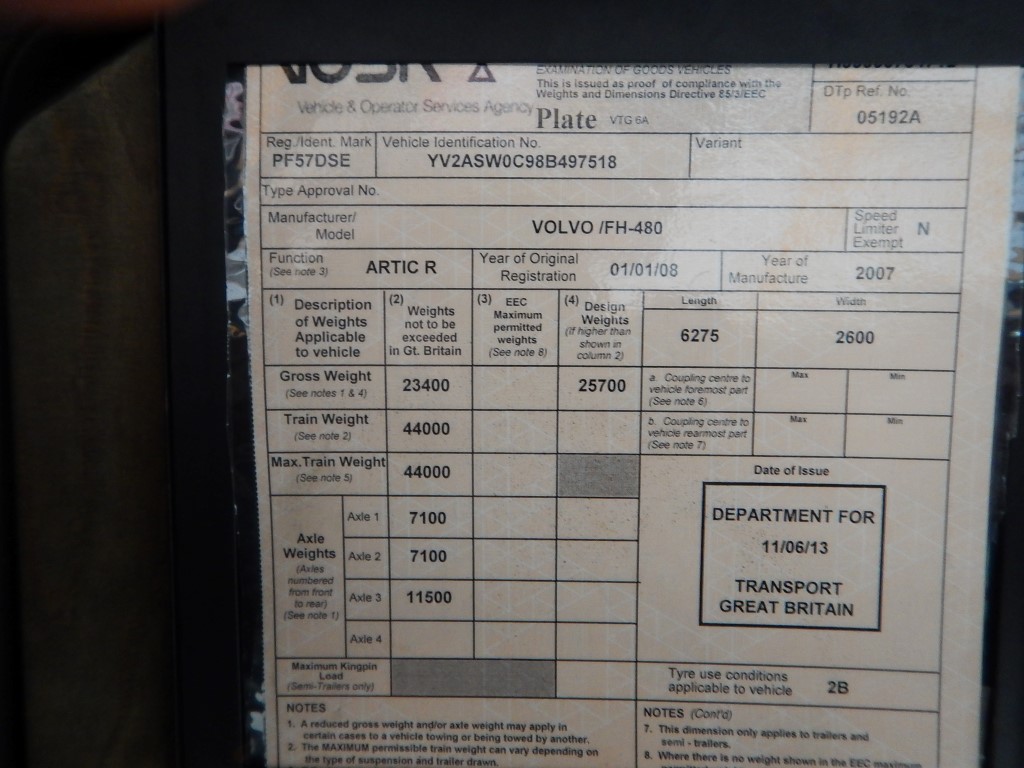 VOSA
EXAMINATION OF GOODS VEHICLES
This is issued as proof of compliance with the
Weights and Dimensions Directive 85/3/EEC
Vehicle & Operator Services Agency
Plate VTG 6A
DTp Ref. No.
05192A
Reg./Ident. Mark
PF57DSE
Vehicle Identification No.
YV2ASW0C98B497518
Variant
Type Approval No.
Manufacturer/
Model
VOLVO /FH-480
Speed
Limiter
Exempt
N
Function
(See note 3)
ARTIC R
Year of Original
Registration
01/01/08
Year of
Manufacture
2007
(1) Description
of Weights
Applicable
to vehicle
(2) Weights
not to be
exceeded
in Gt. Britain
(3) EEC
Maximum
permitted
weights
(See note 8)
(4) Design
Weights
(if higher than
shown in
column 2)
Length
6275
Width
2600
Gross Weight
(See notes 1 & 4)
23400
25700
a. Coupling centre to
vehicle foremost part
(See note 6)
Max
Min
Train Weight
(See note 2)
44000
b. Coupling centre to
vehicle rearmost part
(See note 7)
Max
Min
Max.Train Weight
(See note 5)
44000
Date of Issue
DEPARTMENT FOR
11/06/13
TRANSPORT
GREAT BRITAIN
Axle
Weights
(Axles
numbered
from front
to rear)
(See note 1)
Axle 1
7100
Axle 2
7100
Axle 3
11500
Axle 4
Maximum Kingpin
Load
(Semi-Trailers only)
Tyre use conditions
applicable to vehicle
2B
NOTES
1. A reduced gross weight and/or axle weight may apply in
certain cases to a vehicle towing or being towed by another.
2. The MAXIMUM permissible train weight can vary depending on
the type of suspension and trailer drawn.
NOTES (Cont'd)
7. This dimension only applies to trailers and
semi - trailers.
8. Where there is no weight shown in the EEC maximum